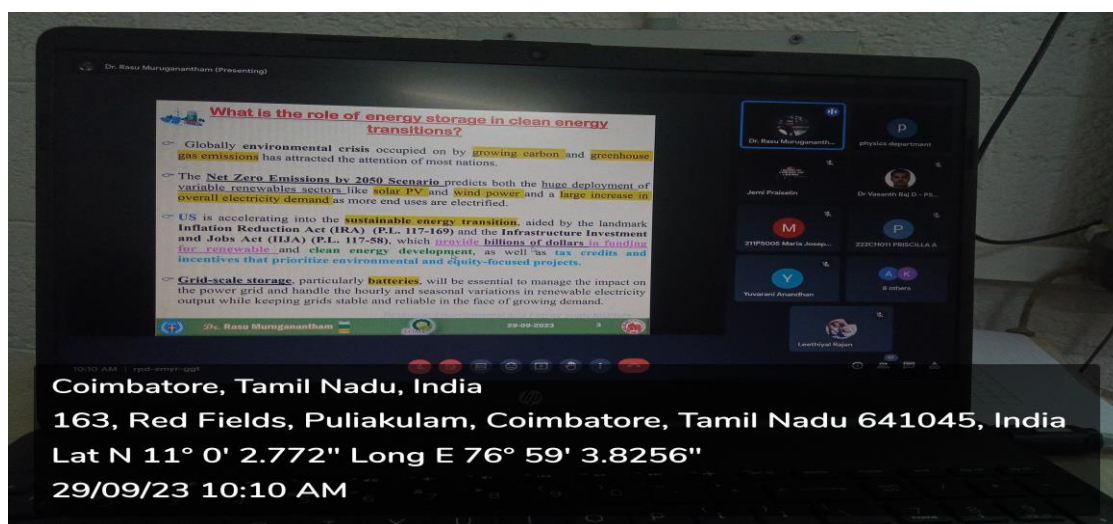 Dr. Rasu Muruganantham (Presenting)
What is the role of energy storage in clean energy
transitions?
Globally environmental crisis occupied on by growing carbon and greenhouse
gas emissions has attracted the attention of most nations.
The Net Zero Emissions by 2050 Scenario predicts both the huge deployment of
variable renewables sectors like solar PV and wind power and a large increase in
overall electricity demand as more end uses are electrified.
US is accelerating into the sustainable energy transition, aided by the landmark
Inflation Reduction Act (IRA) (P.L. 117-169) and the Infrastructure Investment
and Jobs Act (IIJA) (P.L. 117-58), which provide billions of dollars in funding
for renewable and clean energy development, as well as tax credits and
incentives that prioritize environmental and equity-focused projects.
Grid-scale storage, particularly batteries, will be essential to manage the impact on
the power grid and handle the hourly and seasonal variations in renewable electricity
output while keeping grids stable and reliable in the face of growing demand.
Dr. Rasu Muruganantham 29-09-2023 3
Dr. Rasu Murugananth...
P
physics department
Jemi Praiselin
Dr Vasanth Raj D - PS...
M
21IPS005 Maria Josep...
P
222CH011 PRISCILLA A
Y
Yuvarani Anandhan
A K
6 others
Leethiyal Rajan
10:10 AM
hp
Coimbatore, Tamil Nadu, India
163, Red Fields, Puliakulam, Coimbatore, Tamil Nadu 641045, India
Lat N 11° 0' 2.772" Long E 76° 59' 3.8256"
29/09/23 10:10 AM